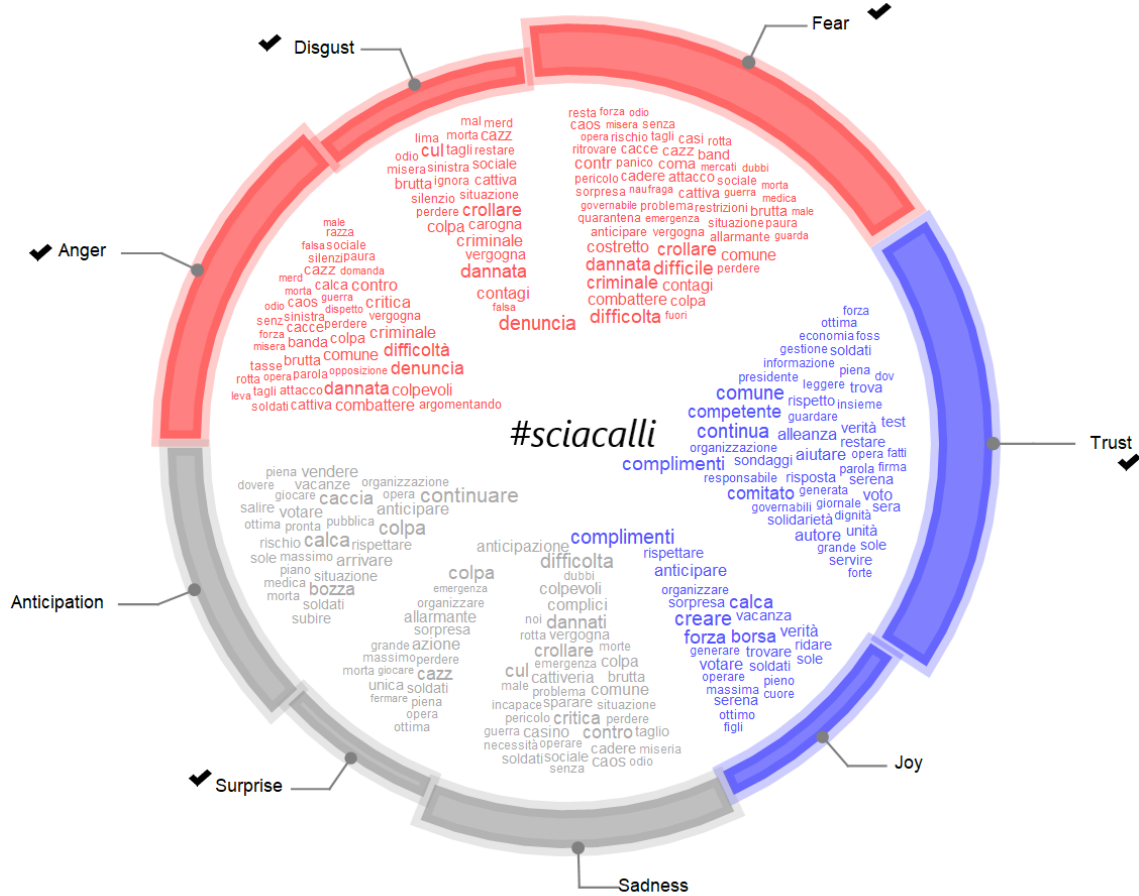 Fear
Disgust
Anger
Trust
Anticipation
Surprise
Joy
Sadness
#sciacalli
mal merd
lima morta cazz
odio cul tagli restare
misera sinistra sociale
brutta ignora cattiva
silenzio situazione
perdere crollare
colpa carogna
criminale
vergogna
dannata
contagi
falsa
denuncia
resta forza odio
caos misera senza
opera rischio tagli casi rotta
ritrovare cacce cazz band
contr panico coma mercati dubbi
pericolo cadere attacco sociale
sorpresa naufraga cattiva guerra morta
governabile problema restrizioni medica
quarantena emergenza brutta male
anticipare vergogna situazione paura
costretto crollare allarmante guarda
dannata difficile comune
criminale contagi perdere
combattere colpa
difficolta fuori
male
razza
falsa sociale
silenzi paura
cazz domanda
merd calca contro
morta guerra
odio caos dispetto critica
senz sinistra vergogna
forza cacce perdere
misera banda colpa criminale
brutta comune difficoltà
tasse
rotta opera parola opposizione denuncia
leva tagli attacco dannata colpevoli
soldati cattiva combattere argomentando
forza
ottima
economia foss
gestione soldati
informazione
presidente piena dov
leggere trova
comune rispetto insieme
competente guardare
continua alleanza verità test
organizzazione restare
complimenti sondaggi aiutare opera fatti
responsabile risposta parola firma
comitato generata serena
governabili giornale voto
solidarietà dignità sera
autore unità
grande sole
servire
forte
piena vendere
dovere vacanze organizzazione
giocare caccia opera continuare
salire votare anticipare
ottima pronta pubblica colpa
rischio calca rispettare
sole massimo arrivare
piano situazione
medica bozza
morta soldati
subire
colpa
emergenza
organizzare
allarmante
sorpresa
grande azione
massimo perdere
morta giocare cazz
unica soldati
fermare piena
opera
ottima
anticipazione
difficolta
dubbi
colpevoli
complici
noi dannati
rotta vergogna
crollare morte
emergenza colpa
cul cattiveria brutta
male problema comune
incapace sparare situazione
pericolo critica perdere
guerra casino contro taglio
necessità operare cadere miseria
soldati sociale caos odio
senza
complimenti
rispettare
anticipare
organizzare
sorpresa calca
creare vacanza
forza borsa verità
generare trovare ridare
votare soldati sole
operare pieno
massima cuore
serena
ottimo
figli